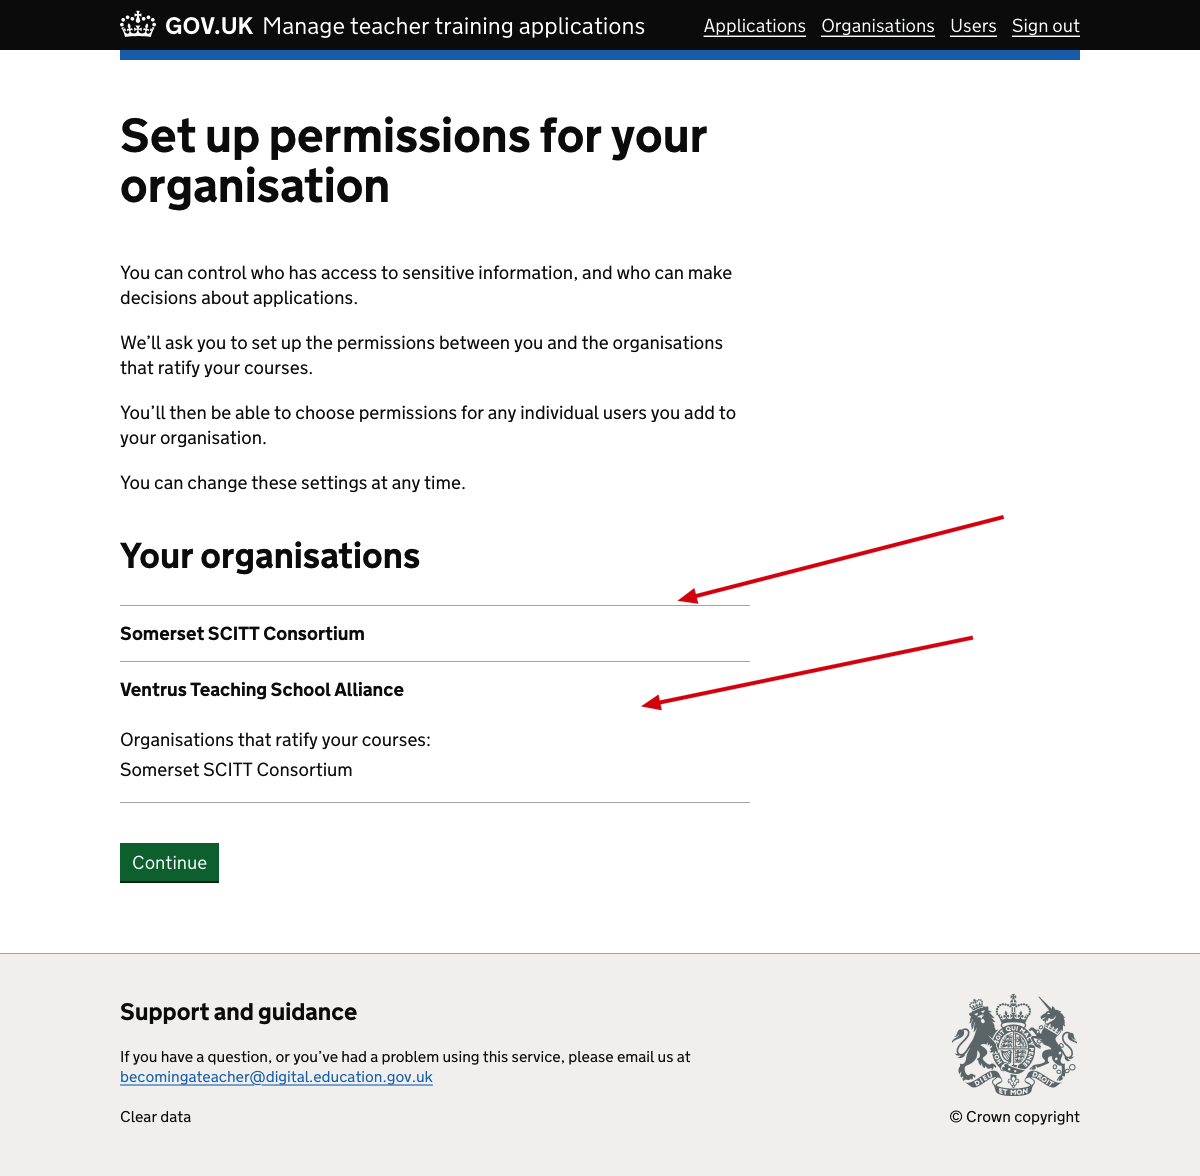 GOV.UK Manage teacher training applications
Applications Organisations Users Sign out
Set up permissions for your
organisation
You can control who has access to sensitive information, and who can make
decisions about applications.
We’ll ask you to set up the permissions between you and the organisations
that ratify your courses.
You’ll then be able to choose permissions for any individual users you add to
your organisation.
You can change these settings at any time.
Your organisations
Somerset SCITT Consortium
Ventrus Teaching School Alliance
Organisations that ratify your courses:
Somerset SCITT Consortium
Continue
Support and guidance
If you have a question, or you’ve had a problem using this service, please email us at
becomingateacher@digital.education.gov.uk
Clear data
DIEU ET MON DROIT
© Crown copyright